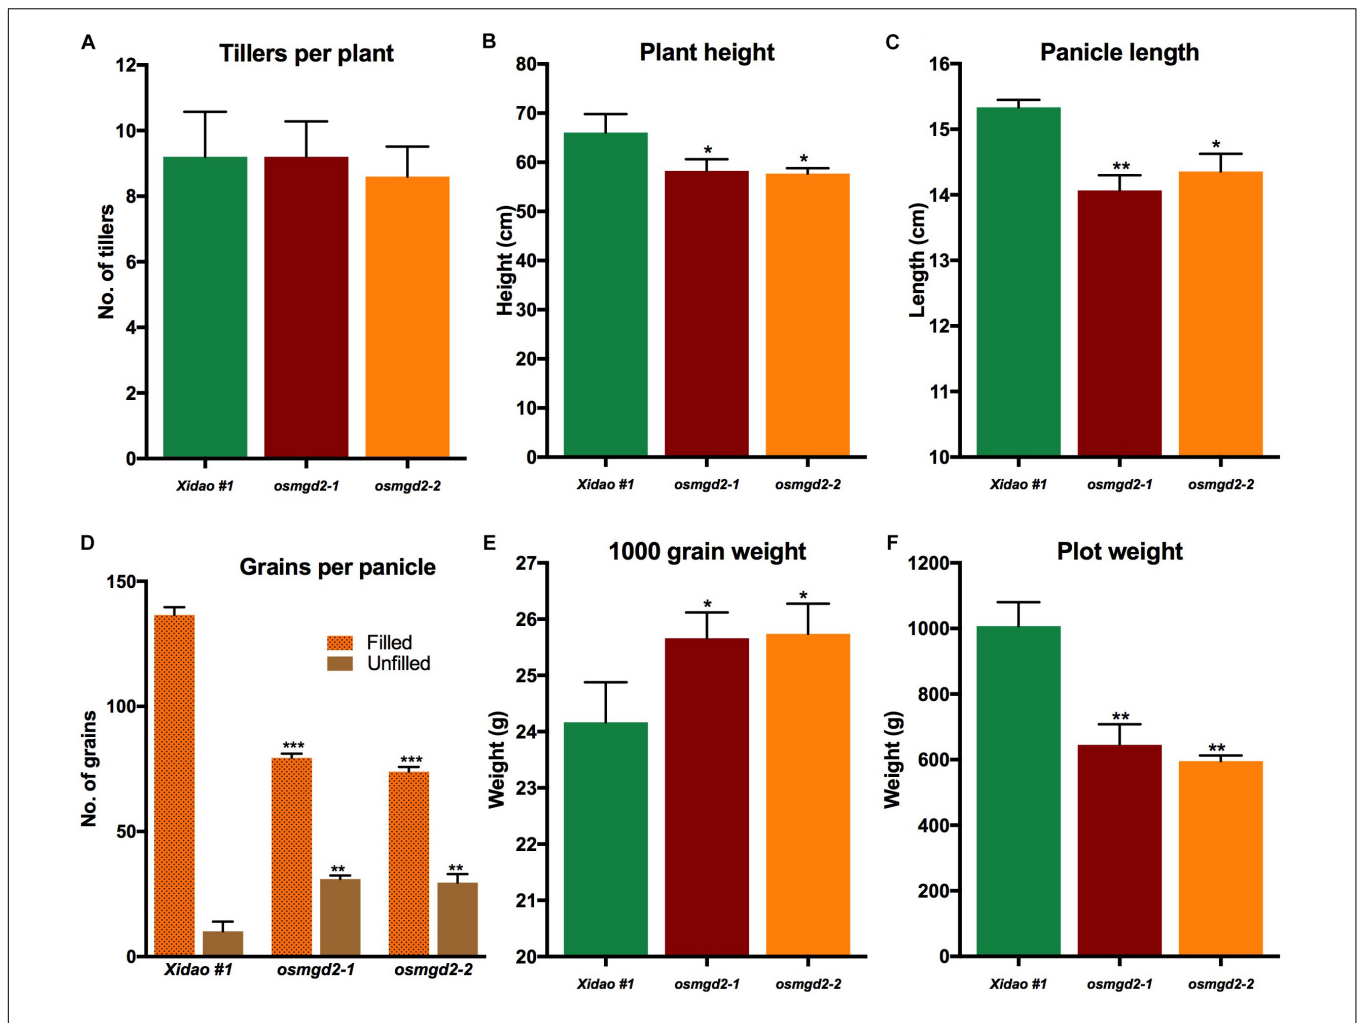 A
Tillers per plant
12
10
8
6
4
2
0
No. of tillers
Xidao #1 osmgd2-1 osmgd2-2
B
Plant height
80
70
60
50
40
30
20
10
0
Height (cm)
*
*
Xidao #1 osmgd2-1 osmgd2-2
C
Panicle length
16
15
14
13
12
11
10
Length (cm)
**
*
Xidao #1 osmgd2-1 osmgd2-2
D
Grains per panicle
150
100
50
0
No. of grains
Filled
Unfilled
***
**
***
**
Xidao #1 osmgd2-1 osmgd2-2
E
1000 grain weight
27
26
25
24
23
22
21
20
Weight (g)
*
*
Xidao #1 osmgd2-1 osmgd2-2
F
Plot weight
1200
1000
800
600
400
200
0
Weight (g)
**
**
Xidao #1 osmgd2-1 osmgd2-2